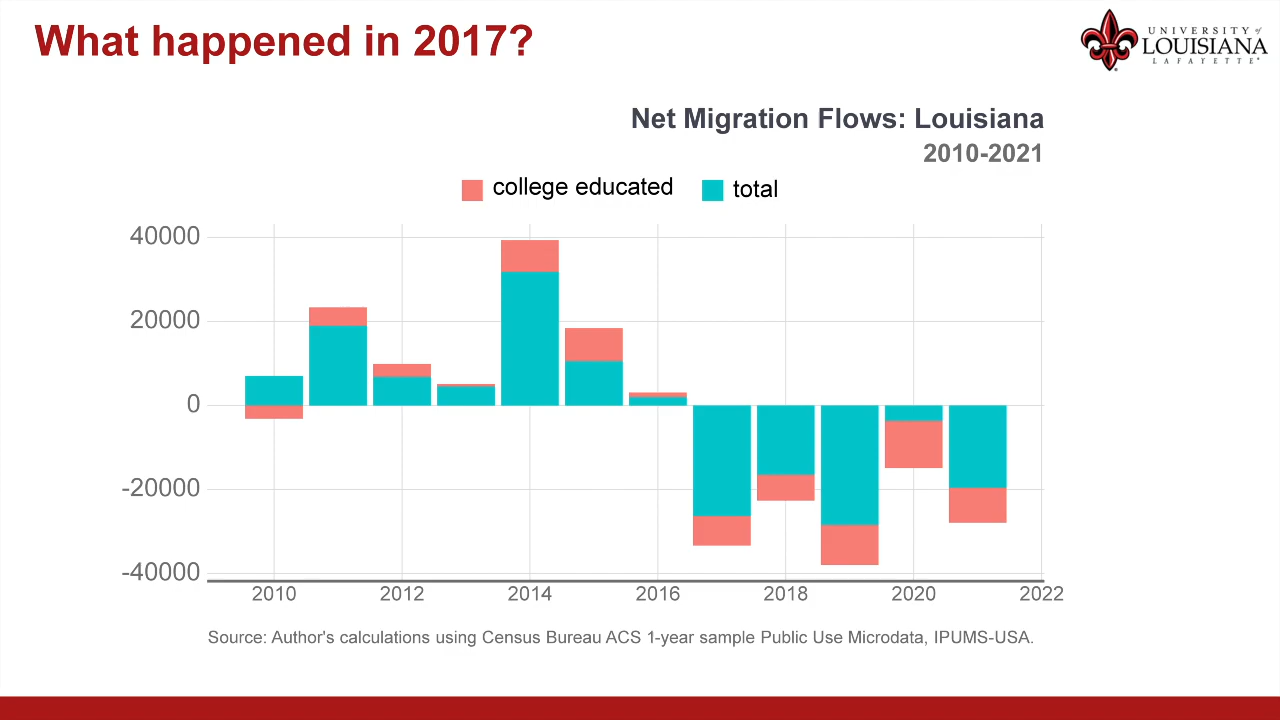 What happened in 2017?
UNIVERSITY of
LOUISIANA
LAFAYETTE
Net Migration Flows: Louisiana
2010-2021
college educated total
40000
20000
0
-20000
-40000
2010 2012 2014 2016 2018 2020 2022
Source: Author's calculations using Census Bureau ACS 1-year sample Public Use Microdata, IPUMS-USA.